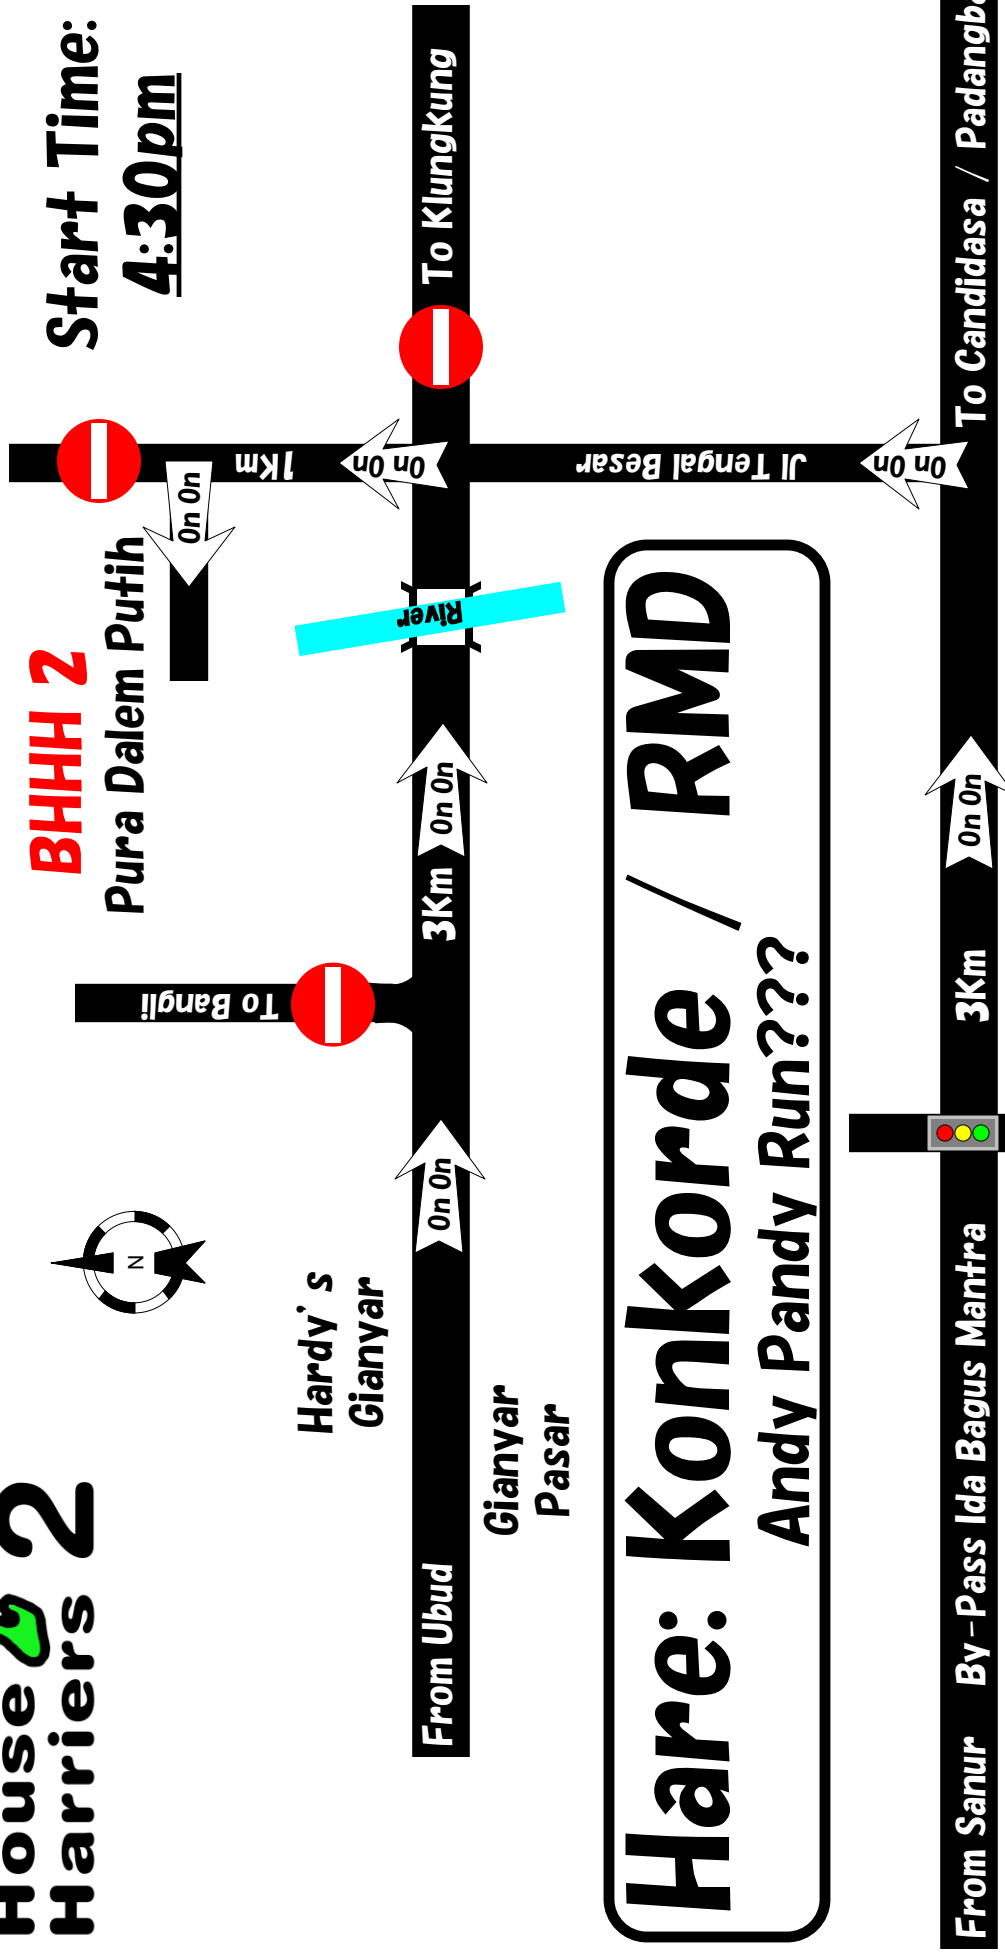 House
Harriers 2
BHHH 2
Pura Dalem Putih
Start Time:
4:30pm
N
To Bangli
On On
1Km
On On
Hardy's
Gianyar
From Ubud
On On
3Km
On On
River
To Klungkung
Gianyar
Pasar
Jl Tengal Besar
On On
Hare: KonKorde / RMD
Andy Pandy Run???
From Sanur
By-Pass Ida Bagus Mantra
3Km
On On
To Candidasa /